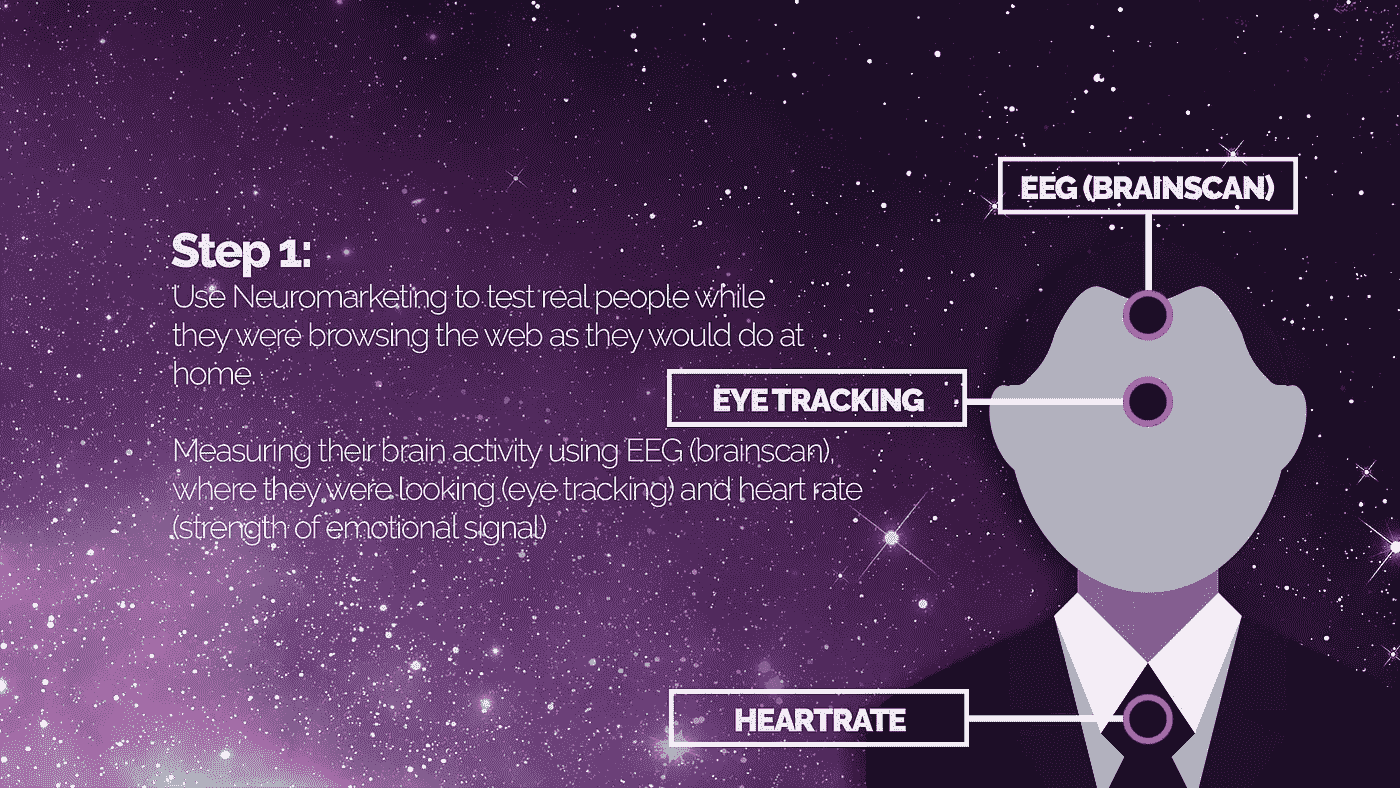 EEG (BRAINSCAN)
Step 1:
Use Neuromarketing to test real people while
they were browsing the web as they would do at
home.
EYE TRACKING
Measuring their brain activity using EEG (brainscan),
where they were looking (eye tracking) and heart rate
(strength of emotional signal)
HEARTRATE